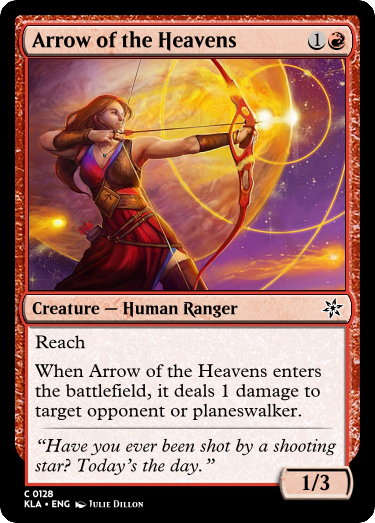 Arrow of the Heavens 1
Creature — Human Ranger
Reach
When Arrow of the Heavens enters
the battlefield, it deals 1 damage to
target opponent or planeswalker.
“Have you ever been shot by a shooting
star? Today's the day.”
1/3
C 0128
KLA • ENG Julie Dillon